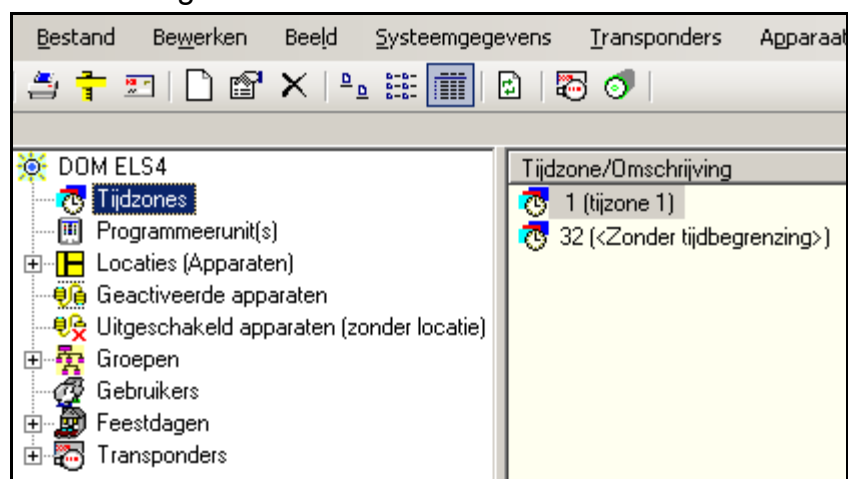 Bestand Bewerken Beeld Systeemgegevens Transponders Apparaat
DOM ELS4
Tijdzones
Programmeerunit(s)
Locaties (Apparaten)
Geactiveerde apparaten
Uitgeschakeld apparaten (zonder locatie)
Groepen
Gebruikers
Feestdagen
Transponders
Tijdzone/Omschrijving
1 (tijzone 1)
32 (<Zonder tijdbegrenzing>)